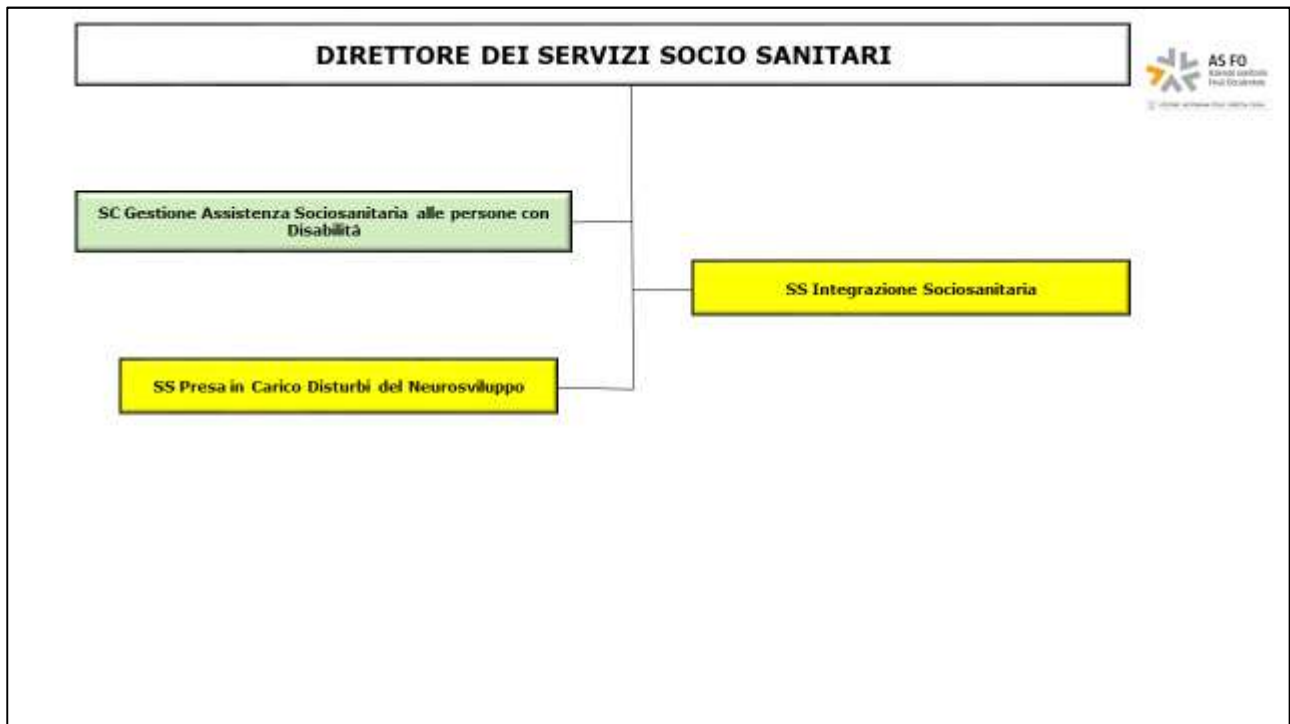 DIRETTORE DEI SERVIZI SOCIO SANITARI
AS FO
SC Gestione Assistenza Sociosanitaria alle persone con
Disabilità
SS Integrazione Sociosanitaria
SS Presa in Carico Disturbi del Neurosviluppo